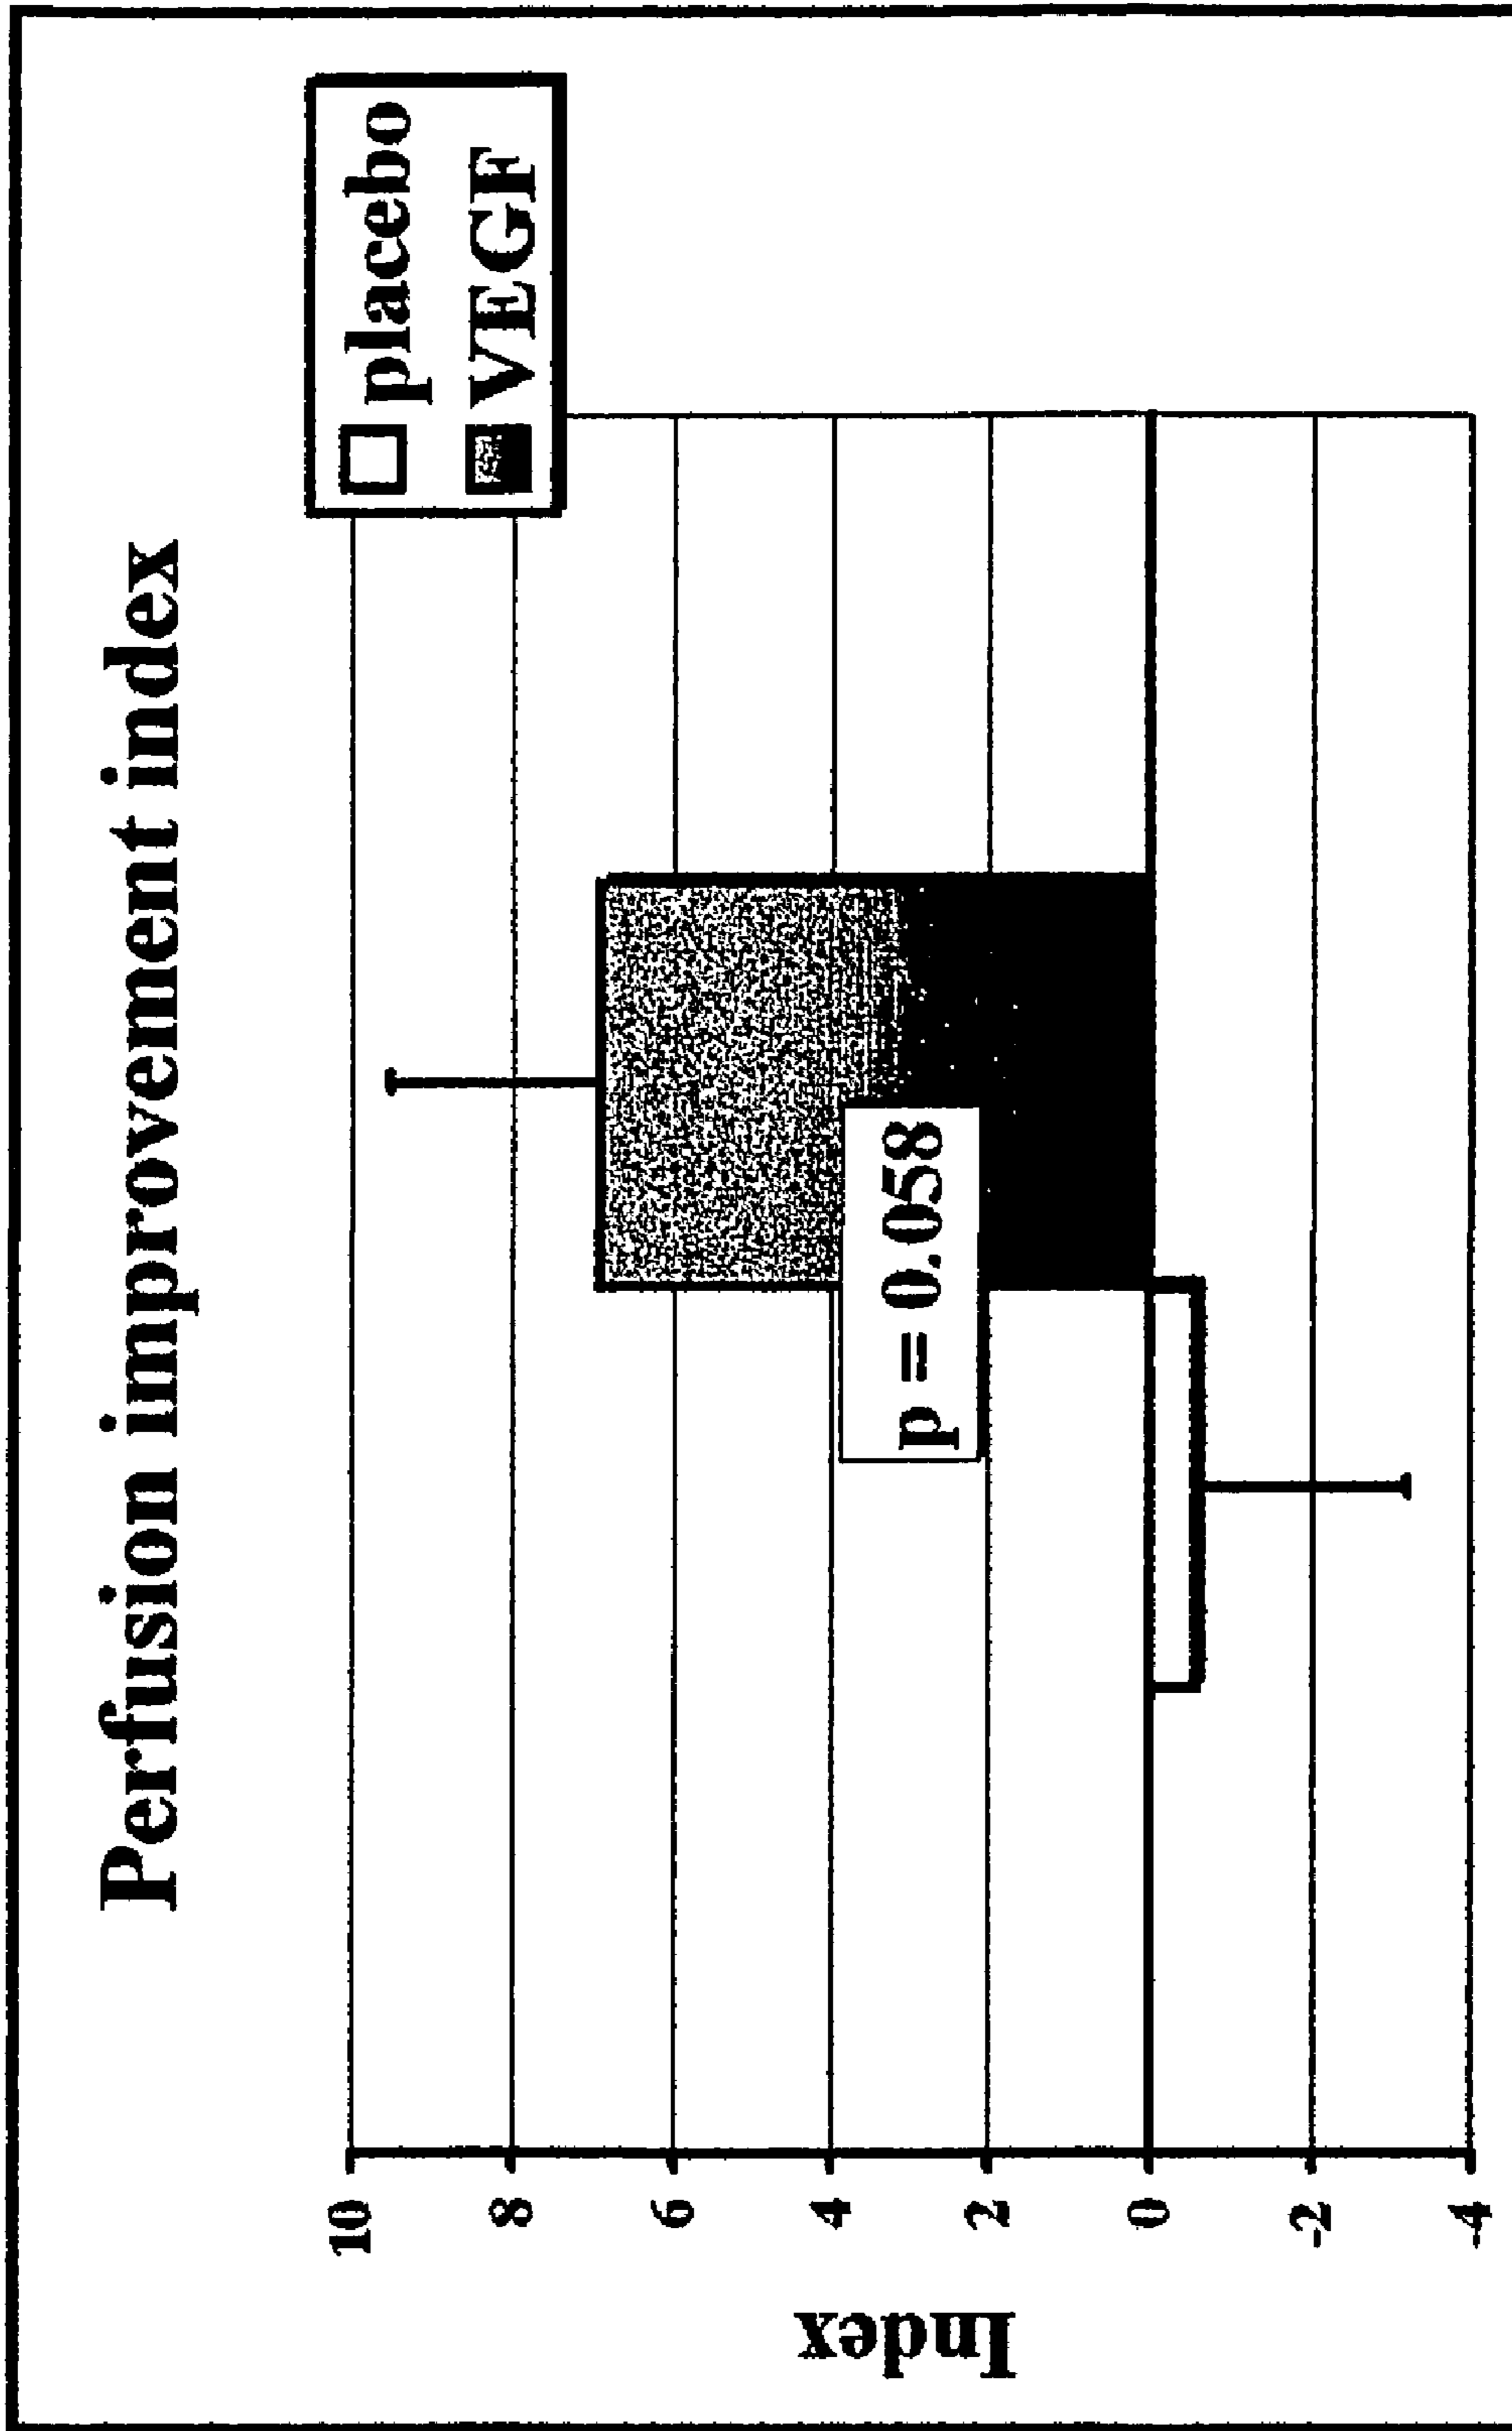 Perfusion improvement index
placebo
VEGF
p = 0.058
Index
10
8
6
4
2
0
-2
-4